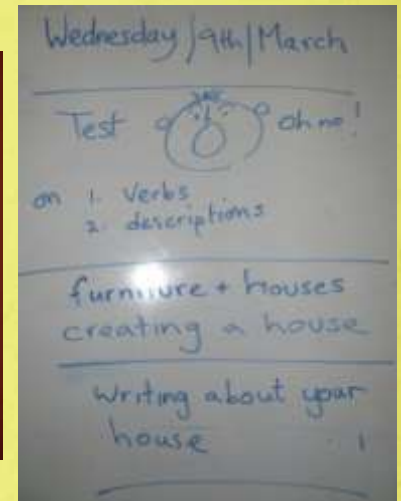 Wednesday / 9th / March
Test oh no!
on 1. Verbs
2. descriptions
furniture + houses
creating a house
writing about your
house